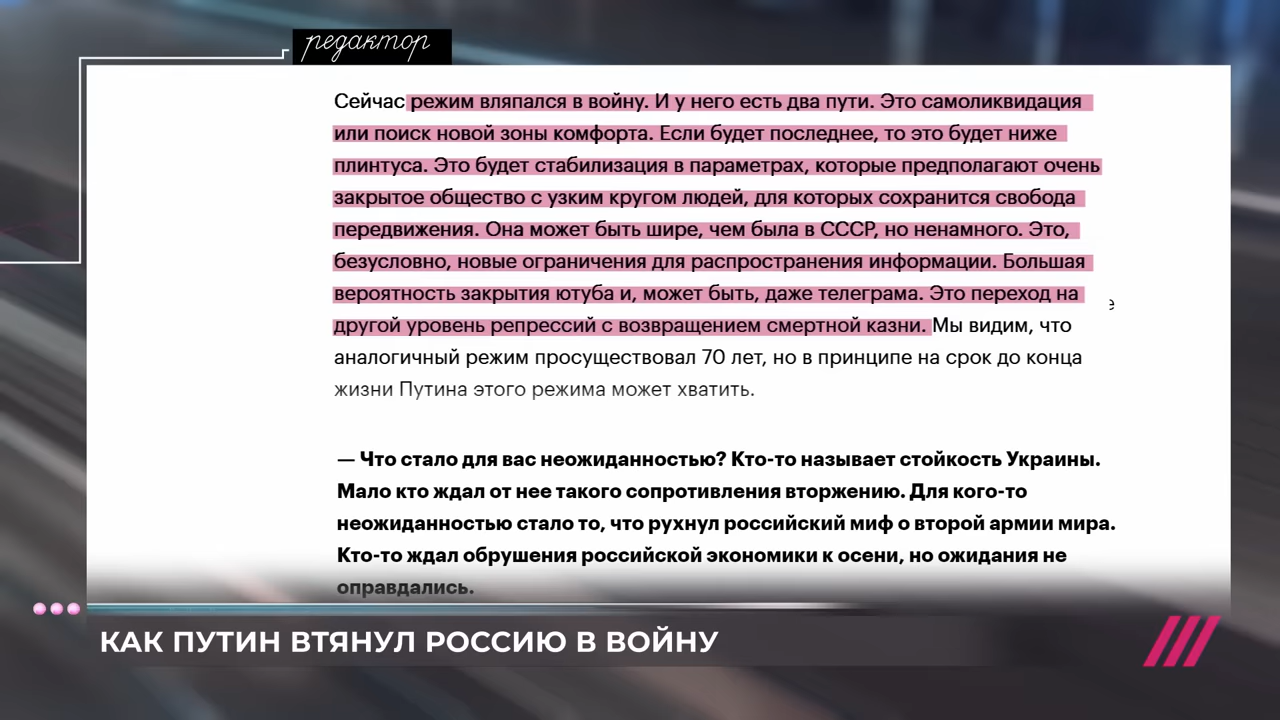 редактор
Сейчас режим вляпался в войну. И у него есть два пути. Это самоликвидация
или поиск новой зоны комфорта. Если будет последнее, то это будет ниже
плинтуса. Это будет стабилизация в параметрах, которые предполагают очень
закрытое общество с узким кругом людей, для которых сохранится свобода
передвижения. Она может быть шире, чем была в СССР, но ненамного. Это,
безусловно, новые ограничения для распространения информации. Большая
вероятность закрытия ютуба и, может быть, даже телеграма. Это переход на
е
другой уровень репрессий с возвращением смертной казни. Мы видим, что
аналогичный режим просуществовал 70 лет, но в принципе на срок до конца
жизни Путина этого режима может хватить.
— Что стало для вас неожиданностью? Кто-то называет стойкость Украины.
Мало кто ждал от нее такого сопротивления вторжению. Для кого-то
неожиданностью стало то, что рухнул российский миф о второй армии мира.
Кто-то ждал обрушения российской экономики к осени, но ожидания не
оправдались.
КАК ПУТИН ВТЯНУЛ РОССИЮ В ВОЙНУ